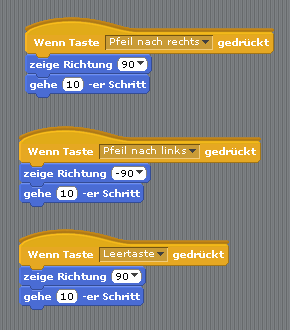 Wenn Taste Pfeil nach rechts gedrückt
zeige Richtung 90
gehe 10 -er Schritt
Wenn Taste Pfeil nach links gedrückt
zeige Richtung -90
gehe 10 -er Schritt
Wenn Taste Leertaste gedrückt
zeige Richtung 90
gehe 10 -er Schritt